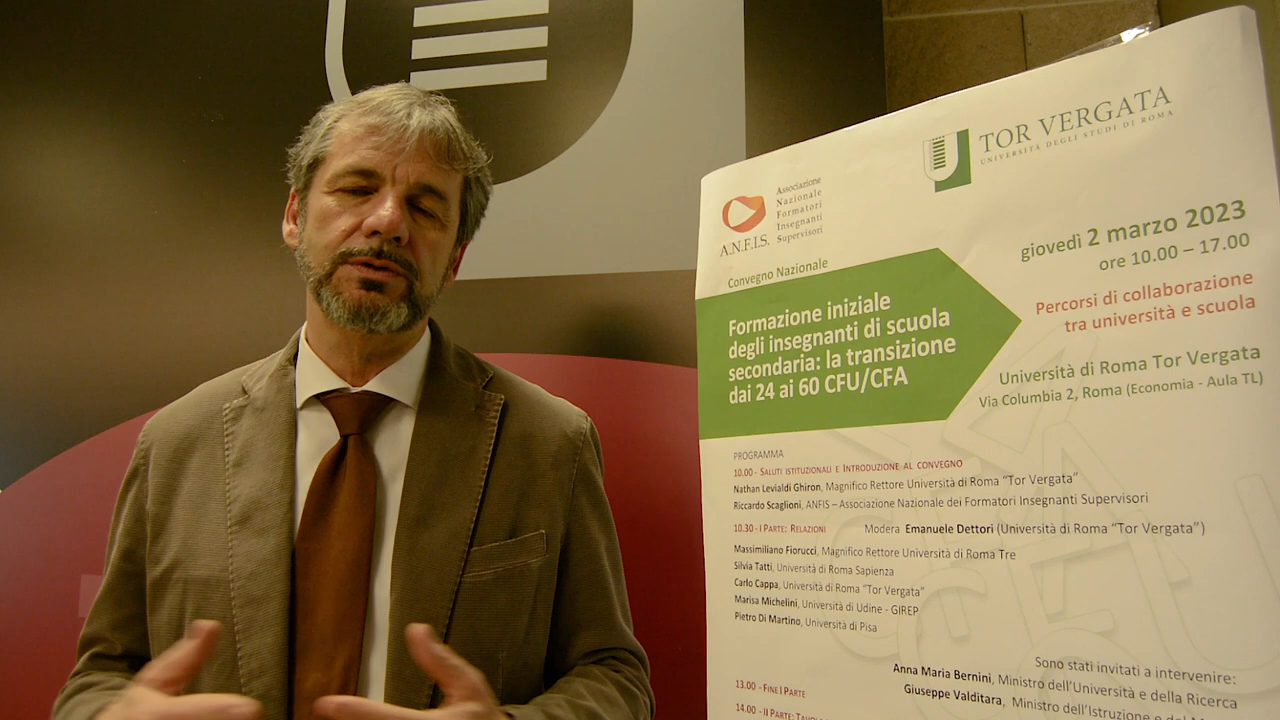 TOR VERGATA
UNIVERSITÀ DEGLI STUDI DI ROMA
Associazione
Nazionale
Formatori
Insegnanti
Supervisori
A.N.F.I.S.
giovedì 2 marzo 2023
ore 10.00 – 17.00
Convegno Nazionale
Formazione iniziale
degli insegnanti di scuola
secondaria: la transizione
dai 24 ai 60 CFU/CFA
Percorsi di collaborazione
tra università e scuola
Università di Roma Tor Vergata
Via Columbia 2, Roma (Economia - Aula TL)
PROGRAMMA
10.00 - SALUTI ISTITUZIONALI E INTRODUZIONE AL CONVEGNO
Nathan Levialdi Ghiron, Magnifico Rettore Università di Roma “Tor Vergata”
Riccardo Scaglioni, ANFIS – Associazione Nazionale dei Formatori Insegnanti Supervisori
10.30 - I PARTE: RELAZIONI Modera Emanuele Dettori (Università di Roma “Tor Vergata”)
Massimiliano Fiorucci, Magnifico Rettore Università di Roma Tre
Silvia Tatti, Università di Roma Sapienza
Carlo Cappa, Università di Roma “Tor Vergata”
Marisa Michelini, Università di Udine - GIREP
Pietro Di Martino, Università di Pisa
Sono stati invitati a intervenire:
Anna Maria Bernini, Ministro dell’Università e della Ricerca
Giuseppe Valditara, Ministro dell’Istruzione e del
13.00 - FINE I PARTE
14.00 - II PARTE: